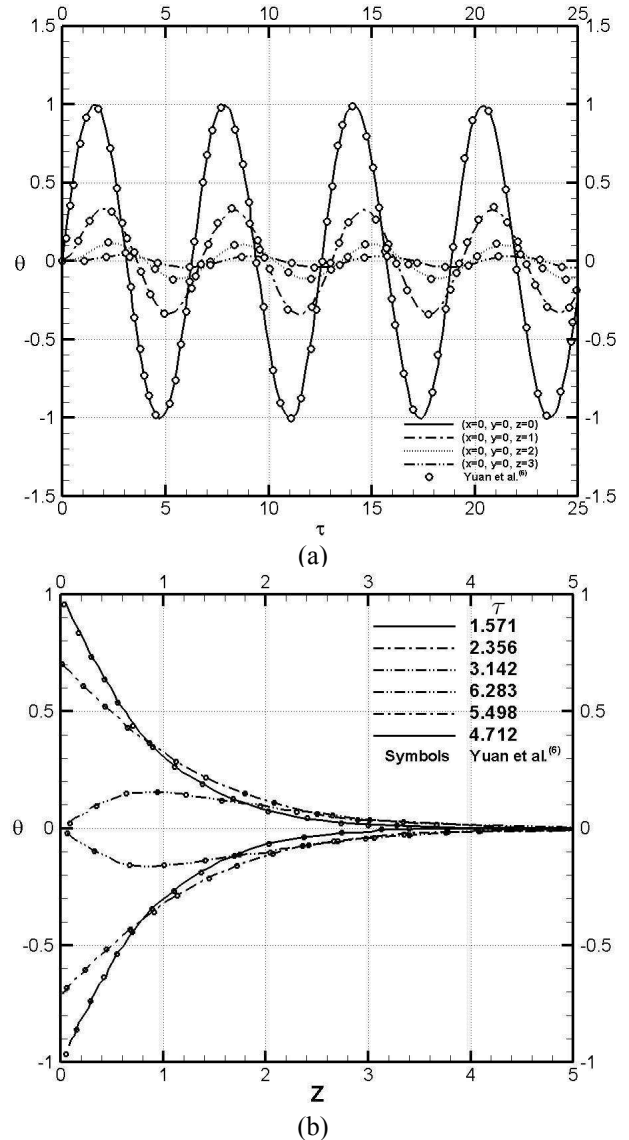 0 5 10 15 20 25
1.5 1.5
1 1
0.5 0.5
θ 0 0
-0.5 -0.5
-1 -1
(x=0, y=0, z=0)
(x=0, y=0, z=1)
(x=0, y=0, z=2)
(x=0, y=0, z=3)
Yuan et al.(6)
-1.5 -1.5
0 5 10 15 20 25
τ
(a)
0 1 2 3 4 5
1 1
τ
1.571
2.356
3.142
6.283
5.498
4.712
Symbols Yuan et al.(6)
0.5 0.5
θ 0 0
-0.5 -0.5
-1 -1
0 1 2 3 4 5
Z
(b)